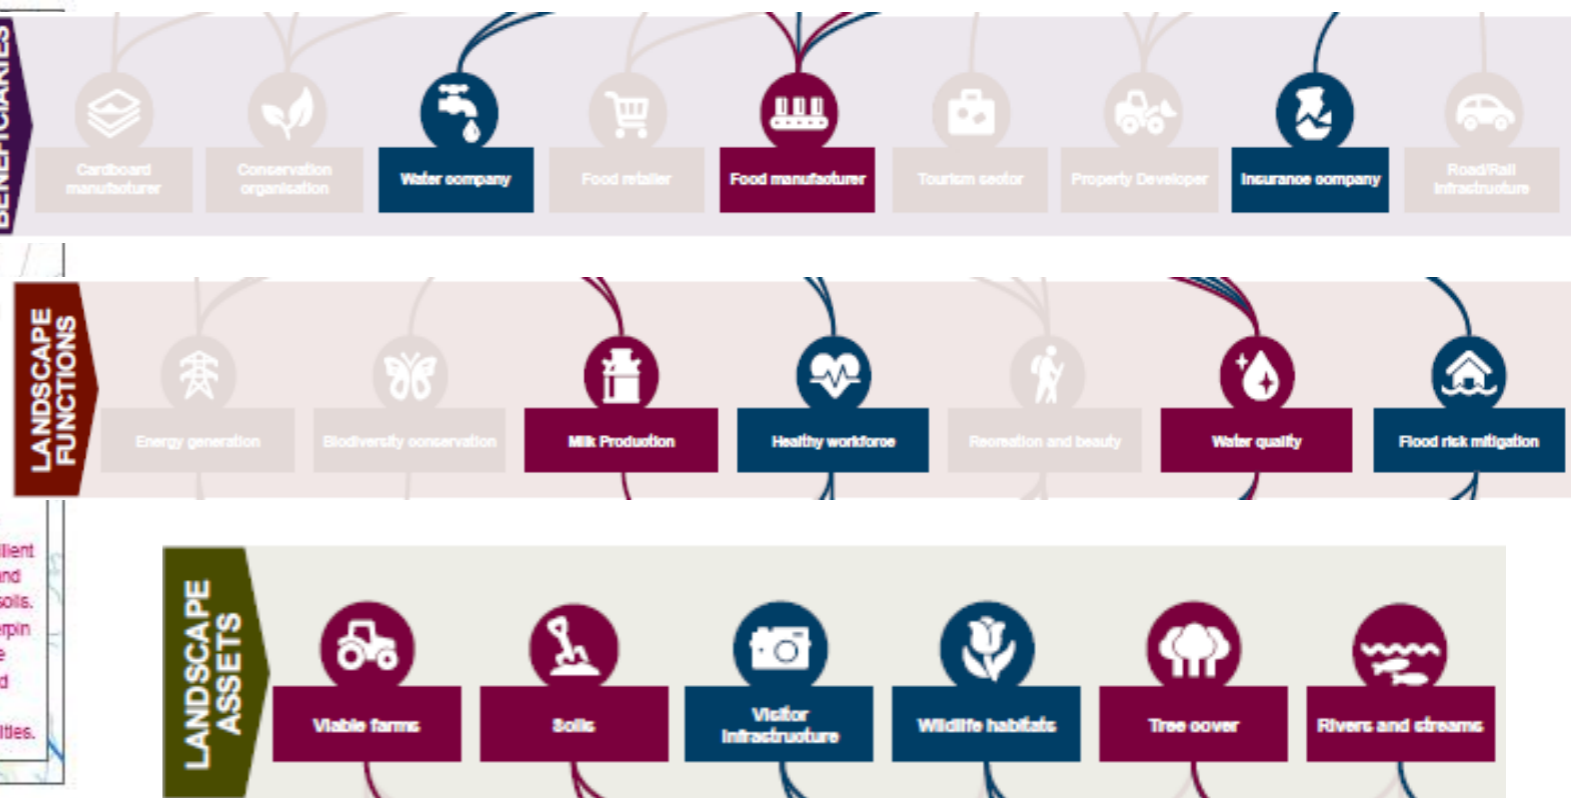 BENEFICIARIES
Cardboard
manufacturer
Conservation
organisation
Water company
Food retailer
Food manufacturer
Tourism sector
Property Developer
Insurance company
Road/Rail
Infrastructure
LANDSCAPE
FUNCTIONS
Energy generation
Biodiversity conservation
Milk Production
Healthy workforce
Recreation and beauty
Water quality
Flood risk mitigation
soils.
LANDSCAPE
ASSETS
Viable farms
Soils
Visitor
Infrastructure
Wildlife habitats
Tree cover
Rivers and streams